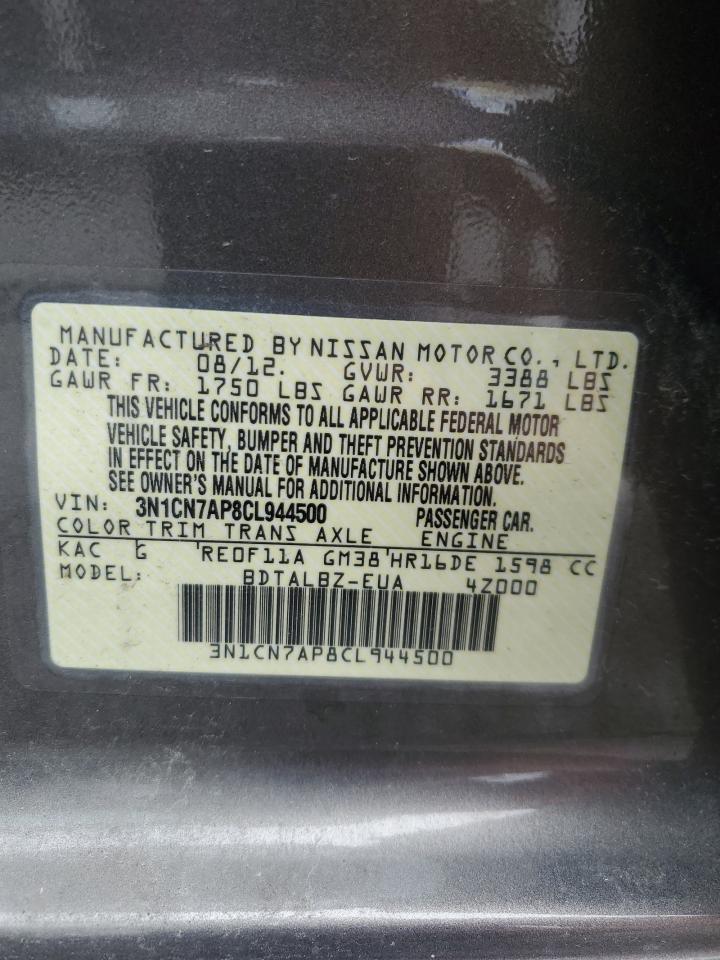 MANUFACTURED BY NISSAN MOTOR CO., LTD.
DATE: 08/12. GVWR: 3388 LBS
GAWR FR: 1750 LBS GAWR RR: 1671 LBS
THIS VEHICLE CONFORMS TO ALL APPLICABLE FEDERAL MOTOR
VEHICLE SAFETY, BUMPER AND THEFT PREVENTION STANDARDS
IN EFFECT ON THE DATE OF MANUFACTURE SHOWN ABOVE.
SEE OWNER'S MANUAL FOR ADDITIONAL INFORMATION.
VIN: 3N1CN7AP8CL944500 PASSENGER CAR.
COLOR TRIM TRANS AXLE ENGINE
KAC G RE0F11A GM38 HR16DE 1598 CC
MODEL: BDTALBZ-EUA 4Z000
3N1CN7AP8CL944500